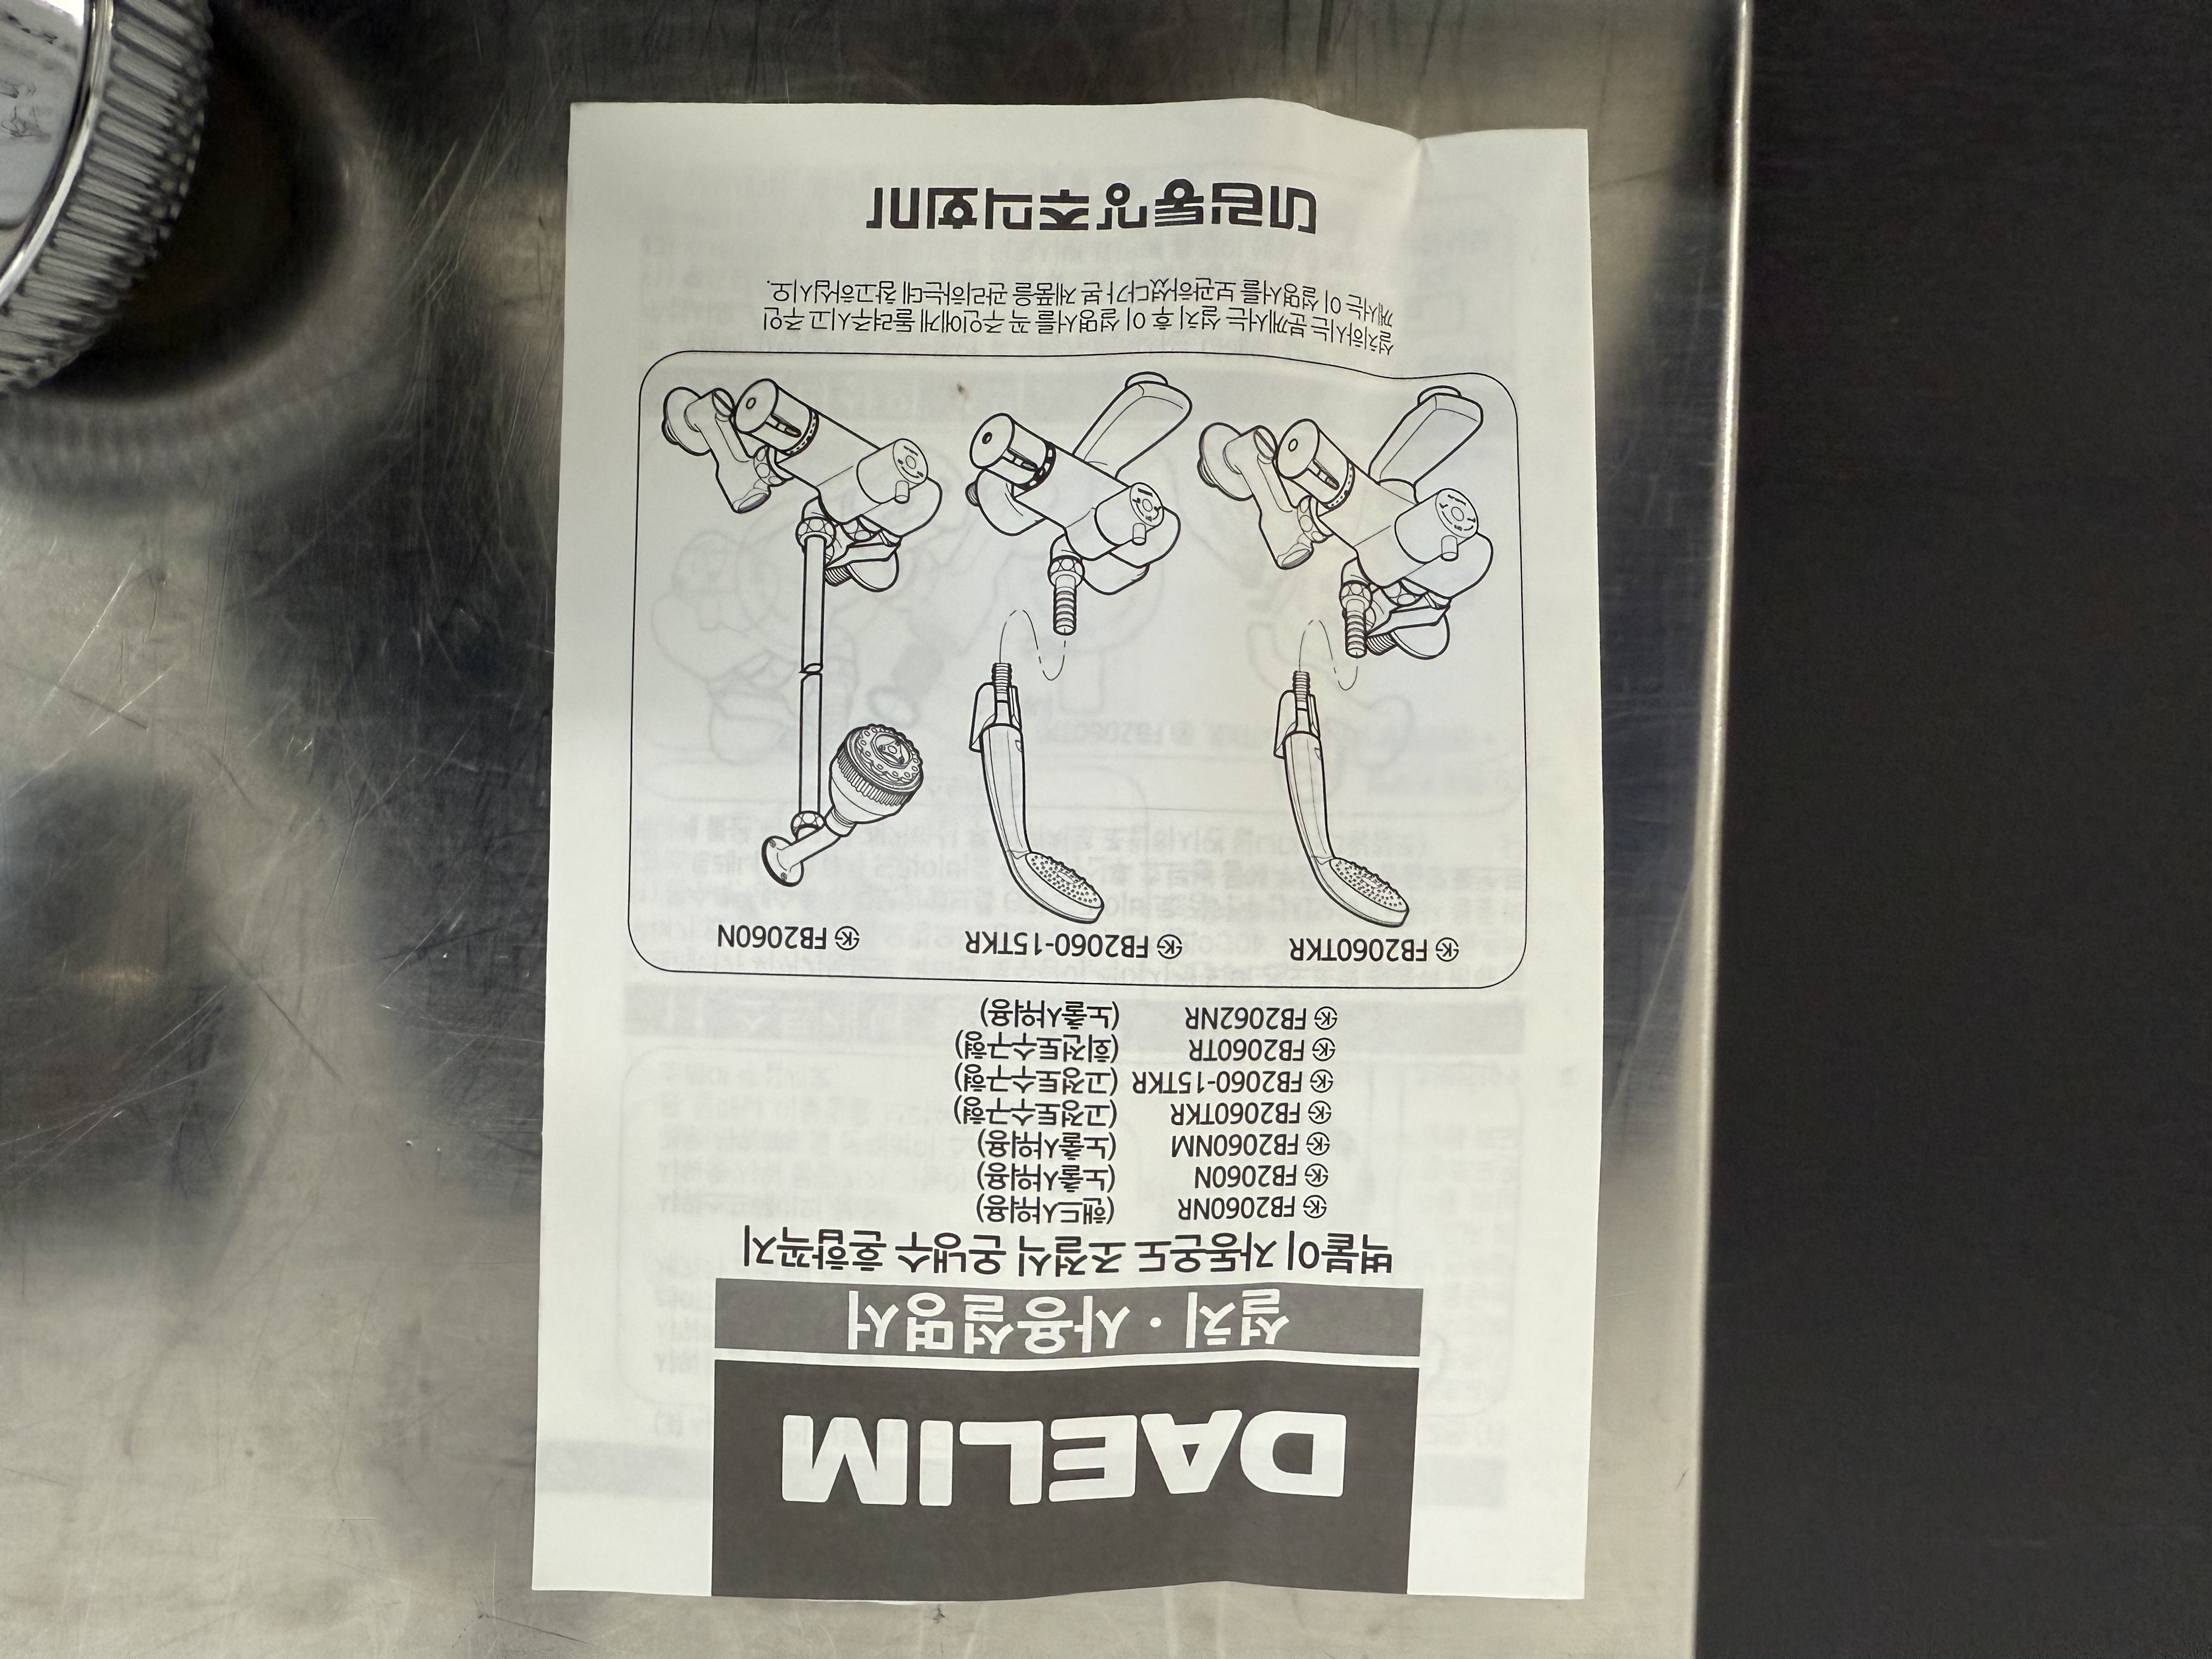 DAELIM
설치·사용설명서
벽붙이 자동온도 조절식 온냉수 혼합꼭지
㉿ FB2060NR (핸드샤워용)
㉿ FB2060N (노출샤워용)
㉿ FB2060NM (노출샤워용)
㉿ FB2060TKR (고정토수구형)
㉿ FB2060-15TKR (고정토수구형)
㉿ FB2060TR (회전토수구형)
㉿ FB2062NR (노출샤워용)
㉿ FB2060TKR ㉿ FB2060-15TKR ㉿ FB2060N
설치하시는 분께서는 설치 후 이 설명서를 꼭 주인에게 돌려주시고 주인
께서는 이 설명서를 보관하셨다가 본 제품을 관리하는데 참고하십시오.
대림통상주식회사